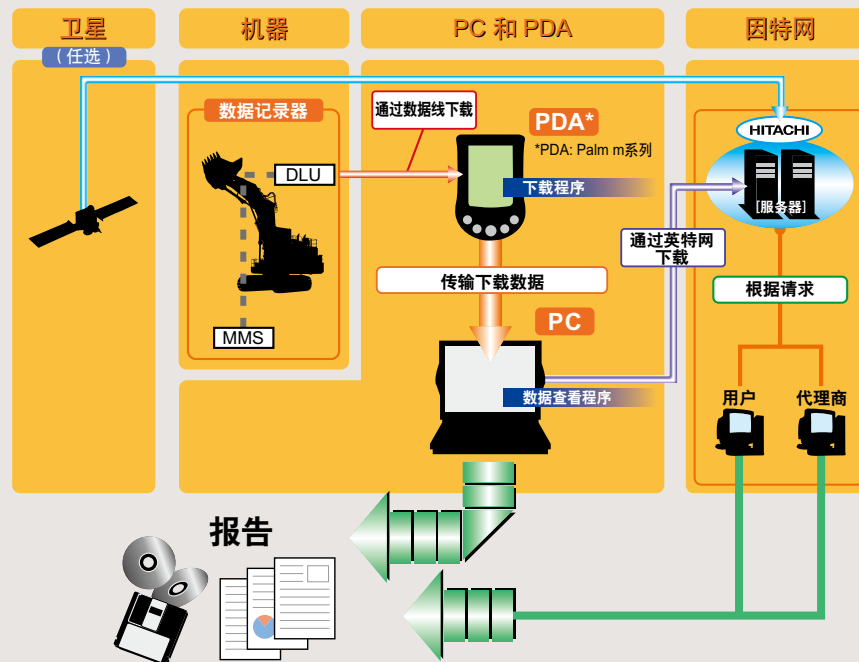 卫星
(任选)
机器
PC 和 PDA
因特网
数据记录器
通过数据线下载
PDA*
*PDA: Palm m系列
HITACHI
DLU
下载程序
[服务器]
通过英特网
下载
传输下载数据
根据请求
PC
MMS
数据查看程序
用户
代理商
报告